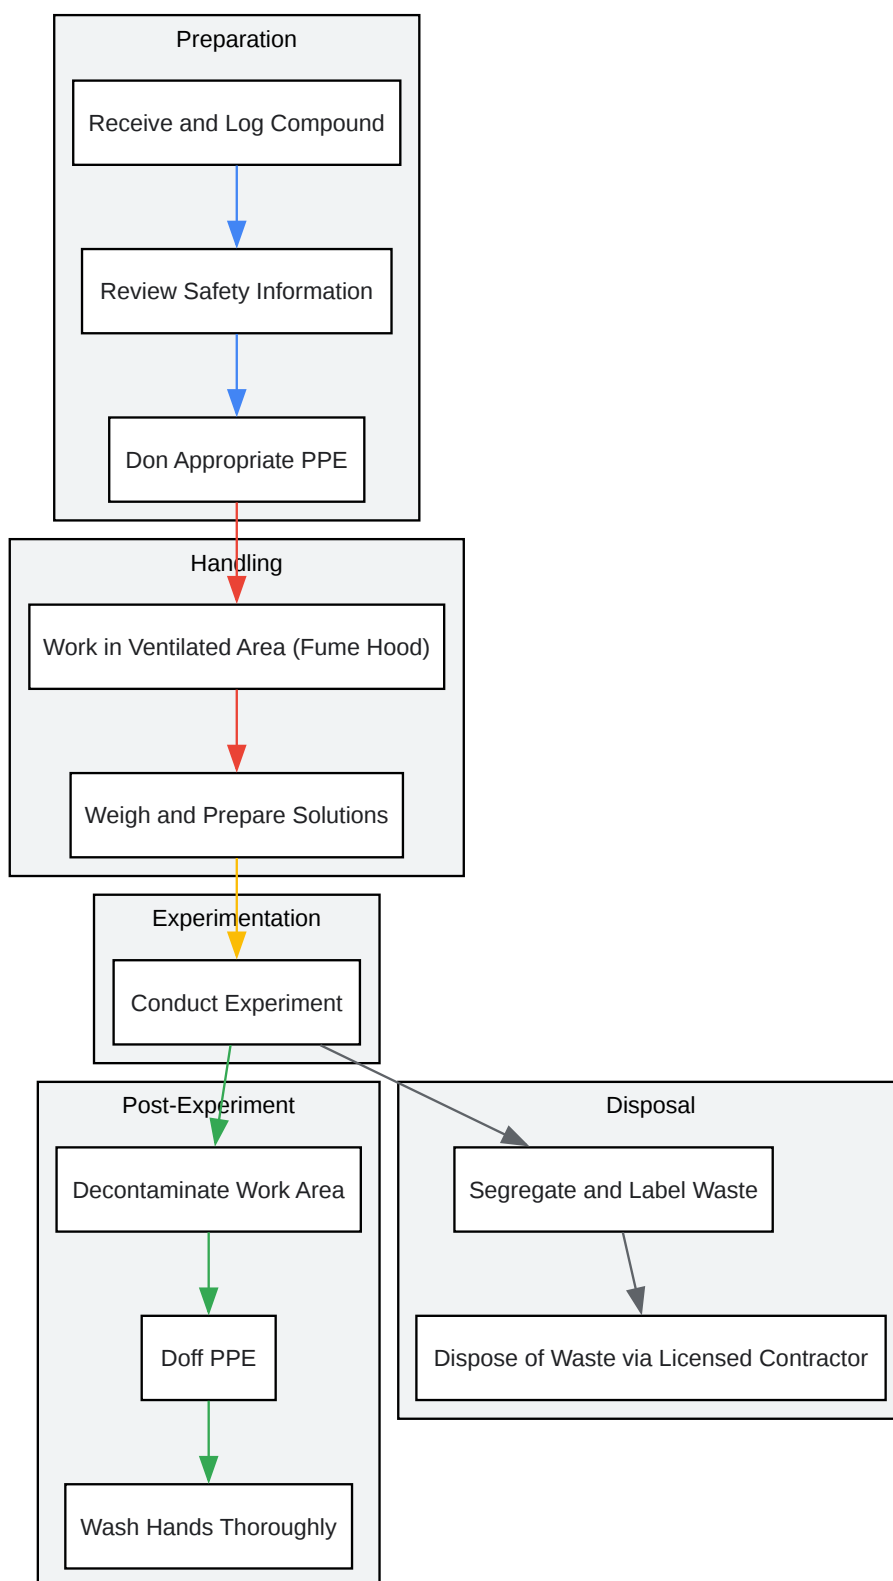 Preparation
Receive and Log Compound
Review Safety Information
Don Appropriate PPE
Handling
Work in Ventilated Area (Fume Hood)
Weigh and Prepare Solutions
Experimentation
Conduct Experiment
Post-Experiment
Decontaminate Work Area
Doff PPE
Wash Hands Thoroughly
Disposal
Segregate and Label Waste
Dispose of Waste via Licensed Contractor